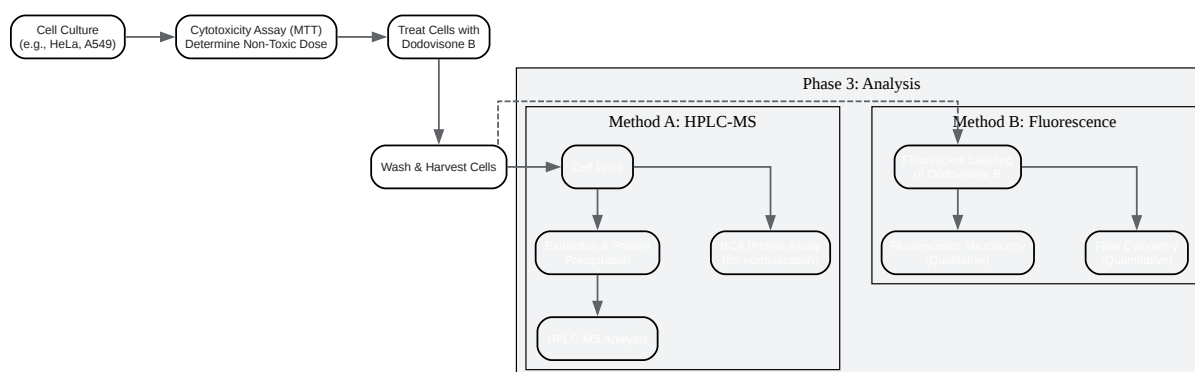 Cell Culture
(e.g., HeLa, A549)
Cytotoxicity Assay (MTT)
Determine Non-Toxic Dose
Treat Cells with
Dodovisone B
Phase 3: Analysis
Method A: HPLC-MS
Method B: Fluorescence
Wash & Harvest Cells
Cell Lysis
Fluorescent Labeling
of Dodovisone B
Extraction & Protein
Precipitation
BCA Protein Assay
(for normalization)
Fluorescence Microscopy
(Qualitative)
Flow Cytometry
(Quantitative)
HPLC-MS Analysis